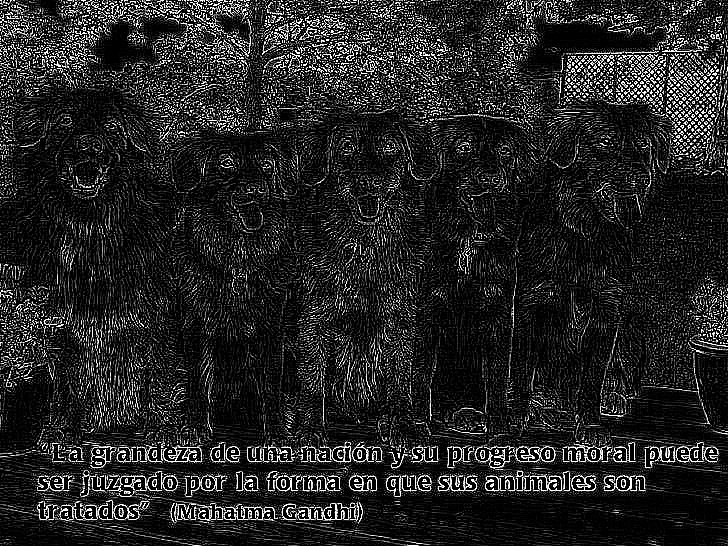 “La grandeza de una nación y su progreso moral puede
ser juzgado por la forma en que sus animales son
tratados” (Mahatma Gandhi)